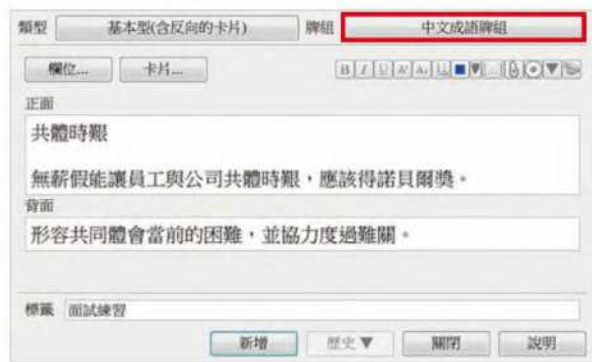 類型 基本型(含反向的卡片) 牌組 中文成語牌組
欄位... 卡片...
正面
共體時艱
無薪假能讓員工與公司共體時艱，應該得諾貝爾獎。
背面
形容共同體會當前的困難，並協力度過難關。
標籤 面試練習
新增 歷史▼ 關閉 說明